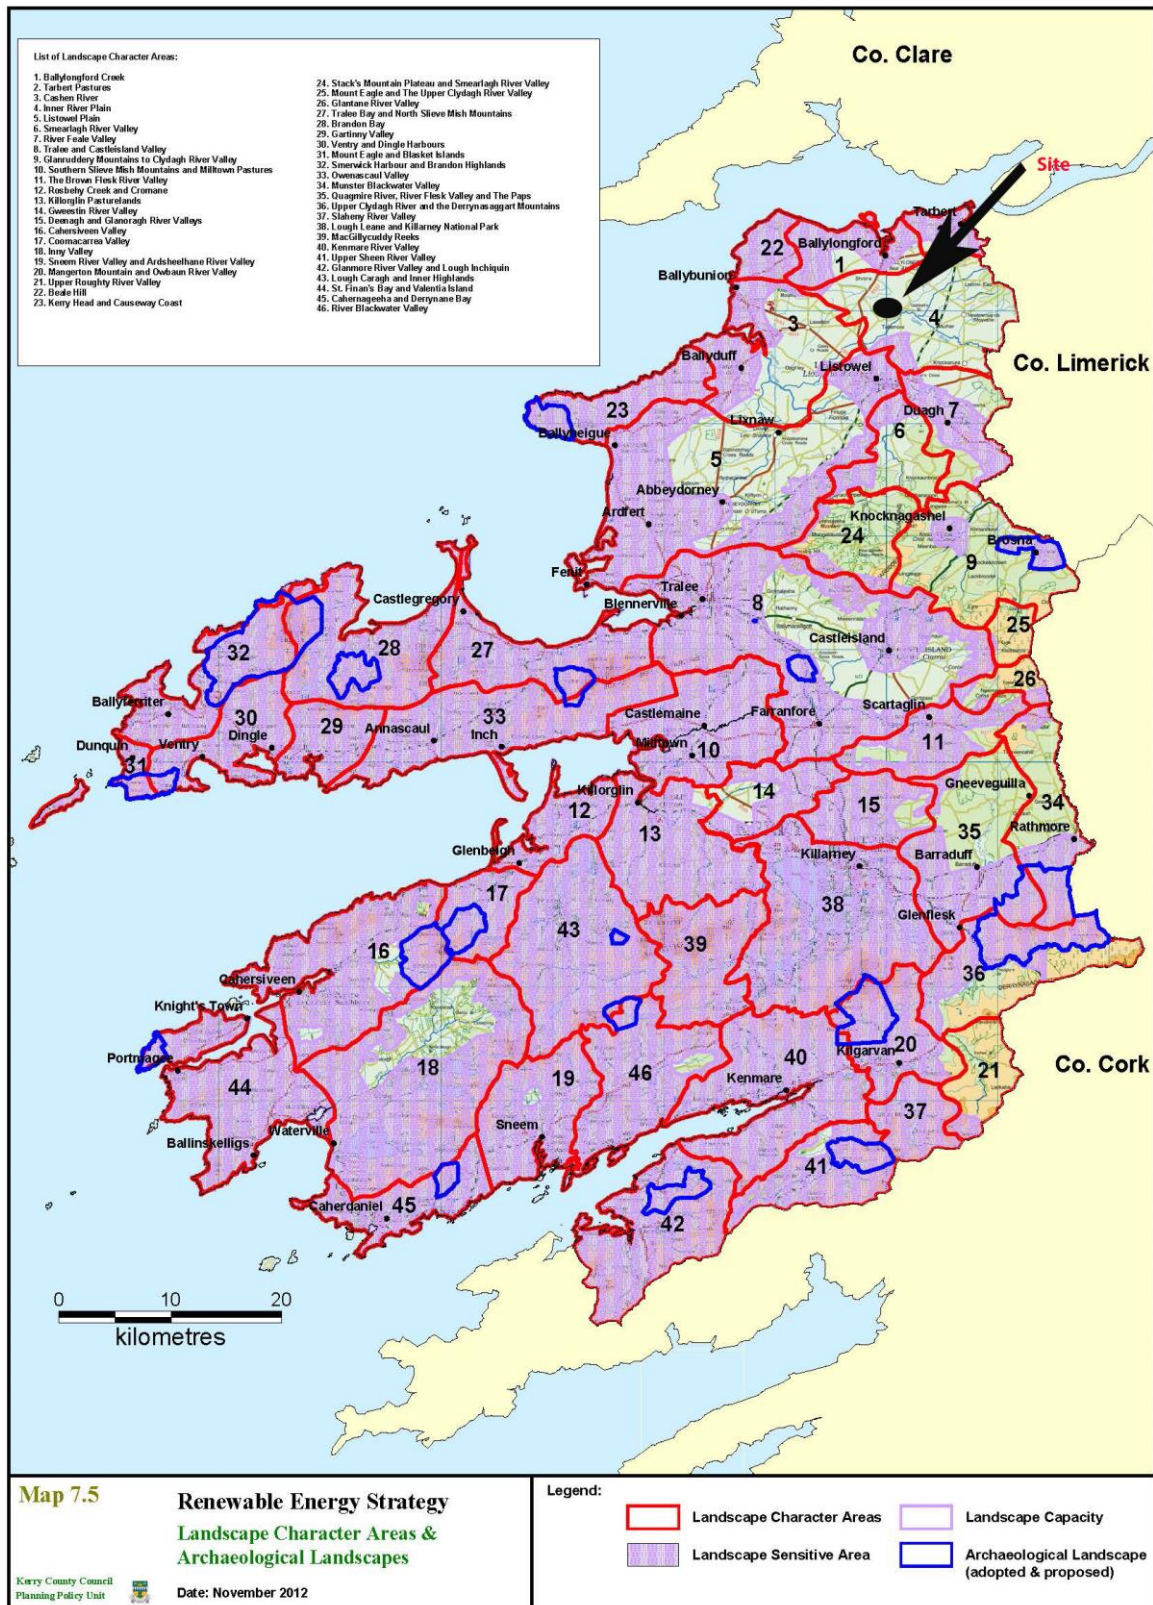 List of Landscape Character Areas:
1. Ballylongford Creek
2. Tarbert Pastures
3. Cashen River
4. Inner River Plain
5. Listowel Plain
6. Smearlagh River Valley
7. River Feale Valley
8. Tralee and Castleisland Valley
9. Glanruddery Mountains to Clydagh River Valley
10. Southern Slieve Mish Mountains and Milltown Pastures
11. The Brown Flesk River Valley
12. Rosbehy Creek and Cromane
13. Killorglin Pasturelands
14. Gweestin River Valley
15. Deenagh and Glanoragh River Valleys
16. Cahersiveen Valley
17. Coomacarrea Valley
18. Inny Valley
19. Sneem River Valley and Ardsheelhane River Valley
20. Mangerton Mountain and Owbaun River Valley
21. Upper Roughty River Valley
22. Beale Hill
23. Kerry Head and Causeway Coast
24. Stack's Mountain Plateau and Smearlagh River Valley
25. Mount Eagle and The Upper Clydagh River Valley
26. Glantane River Valley
27. Tralee Bay and North Slieve Mish Mountains
28. Brandon Bay
29. Gartinny Valley
30. Ventry and Dingle Harbours
31. Mount Eagle and Blasket Islands
32. Smerwick Harbour and Brandon Highlands
33. Owenascaul Valley
34. Munster Blackwater Valley
35. Quagmire River, River Flesk Valley and The Paps
36. Upper Clydagh River and the Derrynasaggart Mountains
37. Slaheny River Valley
38. Lough Leane and Killarney National Park
39. MacGillycuddy Reeks
40. Kenmare River Valley
41. Upper Sheen River Valley
42. Glanmore River Valley and Lough Inchiquin
43. Lough Caragh and Inner Highlands
44. St. Finan's Bay and Valentia Island
45. Cahernageeha and Derrynane Bay
46. River Blackwater Valley
Co. Clare
Site
Tarbert
22
Ballylongford
1
Ballybunion
3
4
Ballyduff
Listowel
Co. Limerick
23
Duagh 7
6
Lixnaw
Ballyheigue
5
Abbeydorney
Ardfert
Knocknagashel
24
Brosna
9
Fenit
Tralee
Castlegregory
Blennerville
8
25
Castleisland
ISLAND
32
28
27
26
Ballyferriter
30
Dingle
29
Annascaul
33
Inch
Castlemaine
Farranfore
Scartaglin
11
Dunquin
Ventry
31
Milltown
10
Gneeveguilla
34
Killorglin
12
13
14
15
35
Rathmore
Glenbeigh
Killarney
Barraduff
17
38
Glenflesk
43
39
16
36
Cahersiveen
Knight's Town
Portmagee
Kilgarvan
20
Co. Cork
44
18
19
46
40
Kenmare
21
37
Sneem
Ballinskelligs
Waterville
41
Caherdaniel
45
42
0 10 20
kilometres
Map 7.5
Renewable Energy Strategy
Landscape Character Areas &
Archaeological Landscapes
Kerry County Council
Planning Policy Unit
Date: November 2012
Legend:
Landscape Character Areas
Landscape Capacity
Landscape Sensitive Area
Archaeological Landscape
(adopted & proposed)